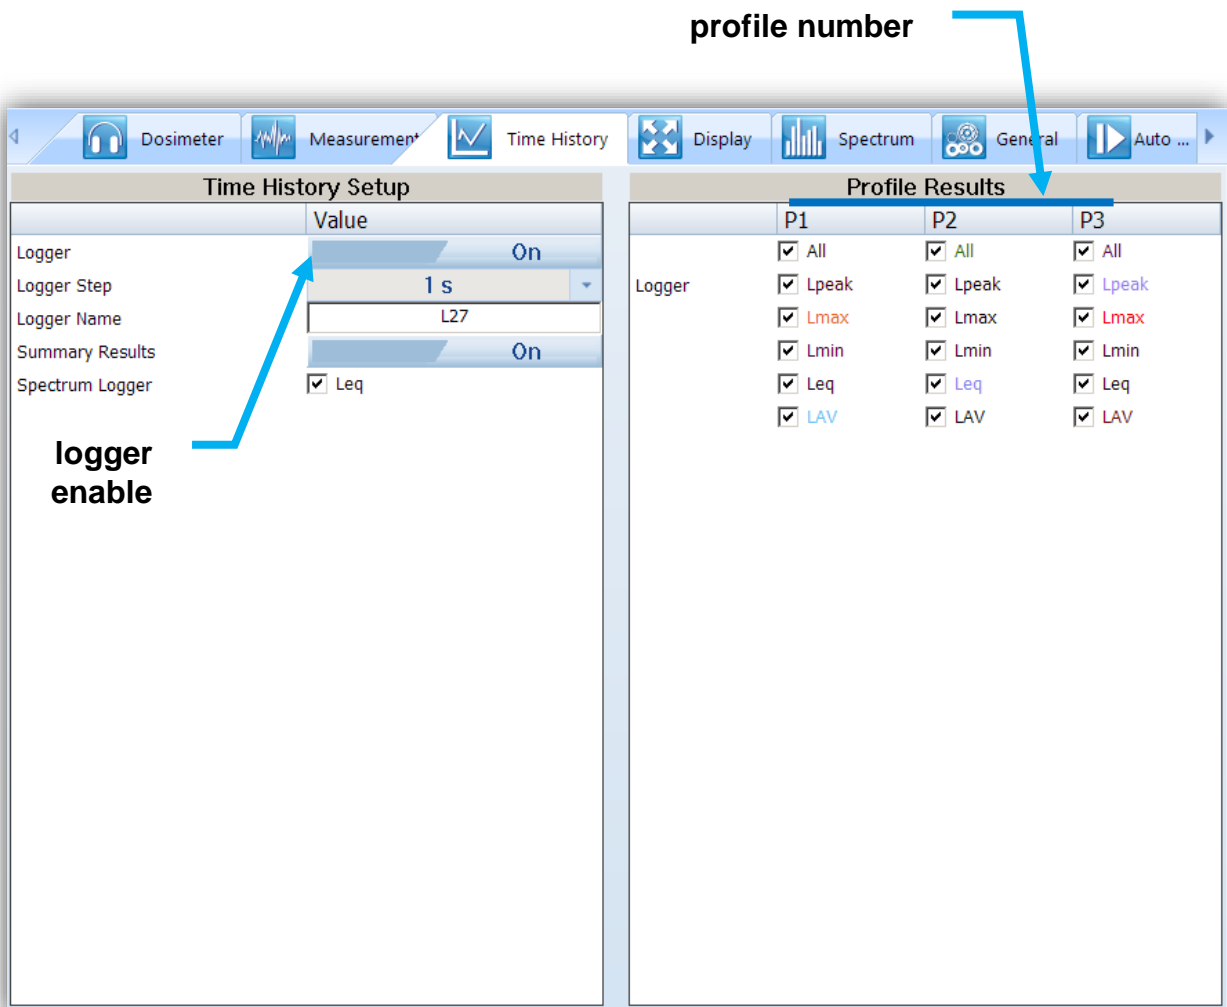 profile number
Dosimeter Measurement Time History Display Spectrum General Auto ...
Time History Setup
Value
Logger On
Logger Step 1 s
Logger Name L27
Summary Results On
Spectrum Logger Leq
logger
enable
Profile Results
P1 P2 P3
All All All
Logger Lpeak Lpeak Lpeak
Lmax Lmax Lmax
Lmin Lmin Lmin
Leq Leq Leq
LAV LAV LAV